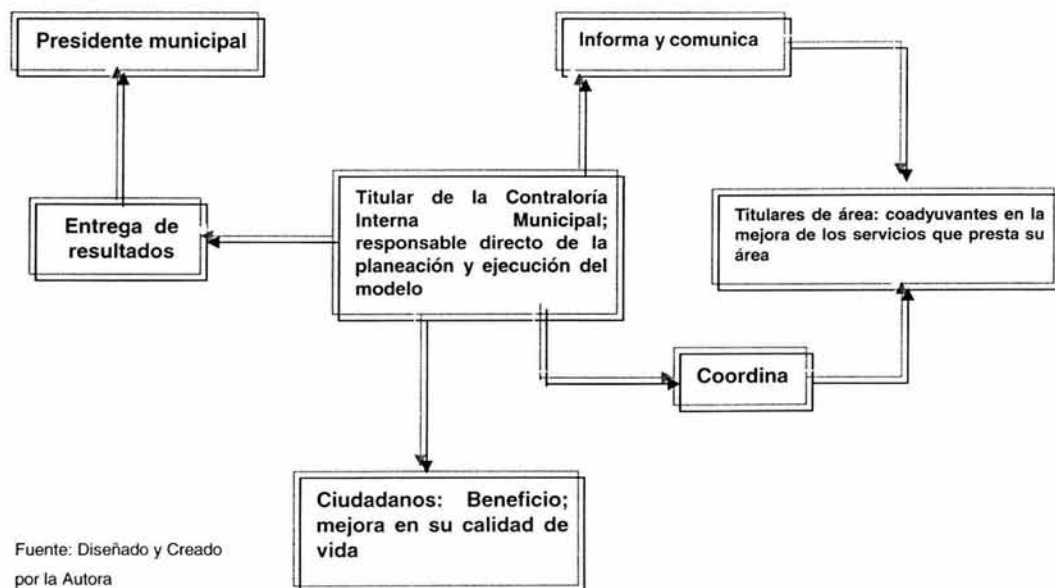 Presidente municipal
Informa y comunica
Titular de la Contraloría
Interna Municipal;
responsable directo de la
planeación y ejecución del
modelo
Entrega de
resultados
Titulares de área: coadyuvantes en la
mejora de los servicios que presta su
área
Coordina
Ciudadanos: Beneficio;
mejora en su calidad de
vida
Fuente: Diseñado y Creado
por la Autora